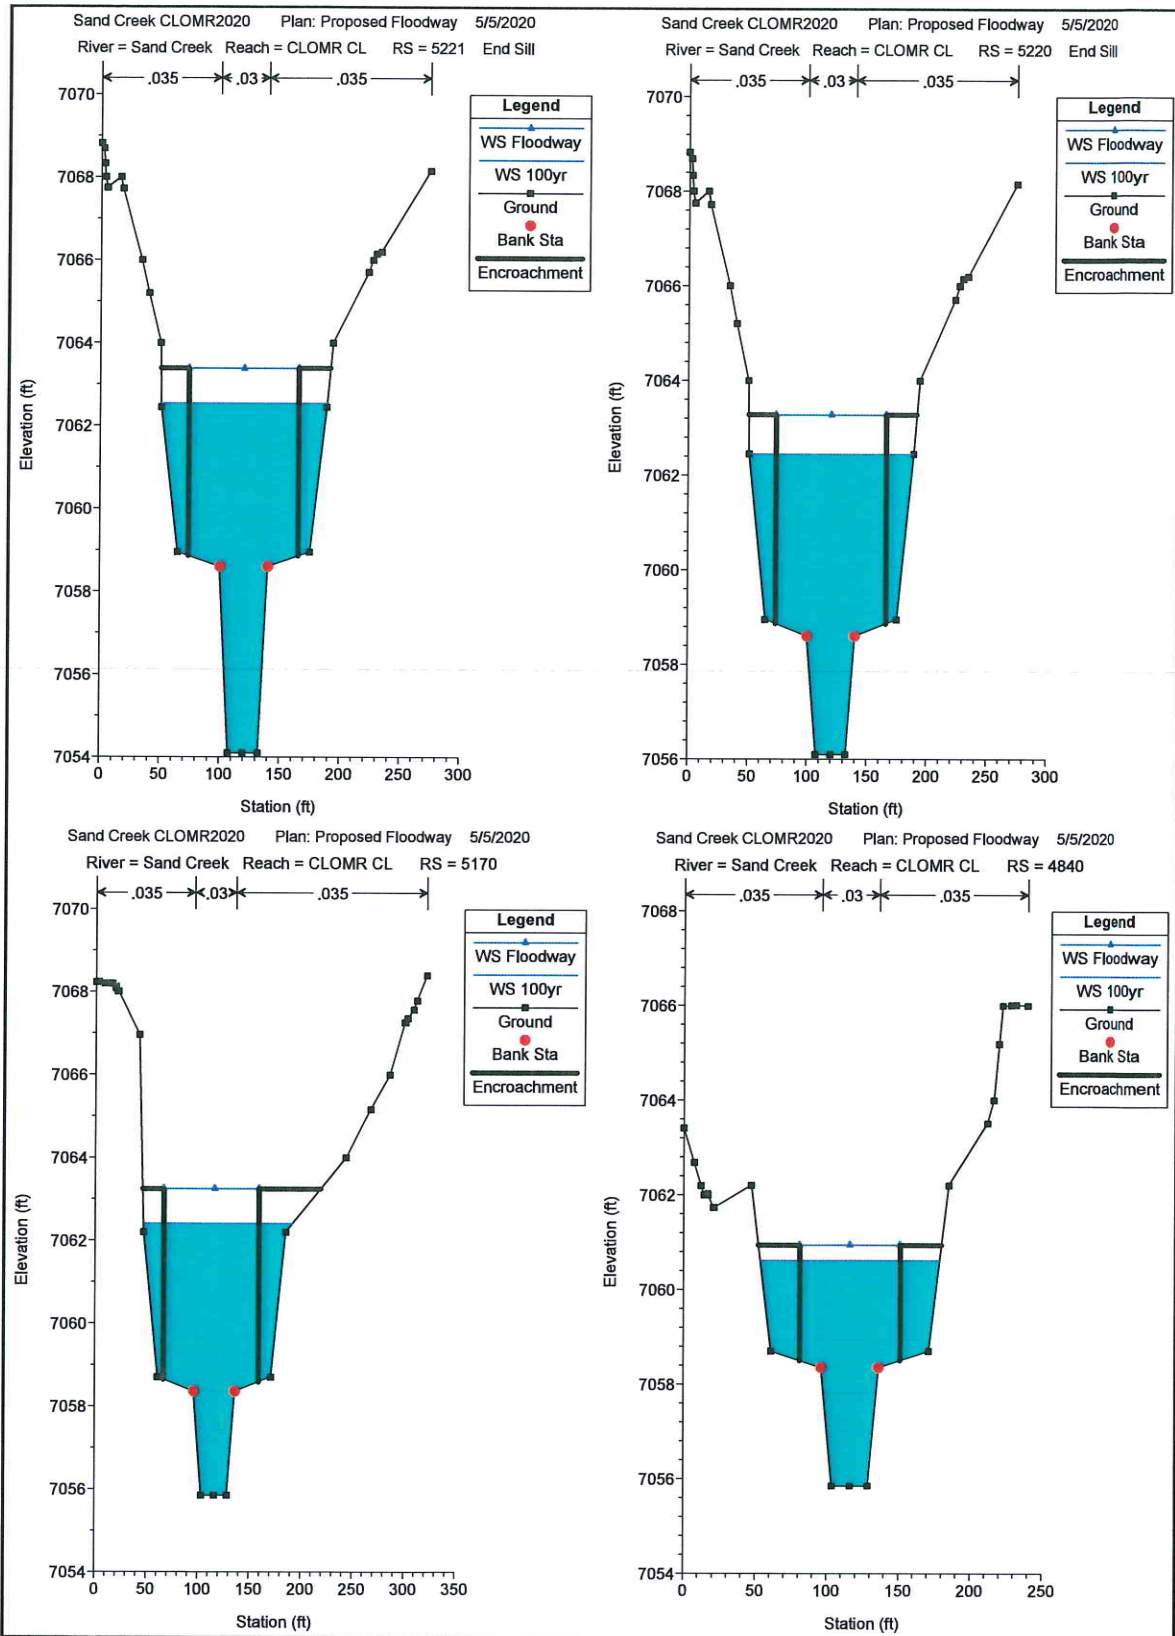 Sand Creek CLOMR2020 Plan: Proposed Floodway 5/5/2020
River = Sand Creek Reach = CLOMR CL RS = 5221 End Sill
.035 .03 .035
7070
7068
7066
7064
7062
7060
7058
7056
7054
Elevation (ft)
0 50 100 150 200 250 300
Station (ft)
Legend
WS Floodway
WS 100yr
Ground
Bank Sta
Encroachment
Sand Creek CLOMR2020 Plan: Proposed Floodway 5/5/2020
River = Sand Creek Reach = CLOMR CL RS = 5220 End Sill
.035 .03 .035
7070
7068
7066
7064
7062
7060
7058
7056
Elevation (ft)
0 50 100 150 200 250 300
Station (ft)
Legend
WS Floodway
WS 100yr
Ground
Bank Sta
Encroachment
Sand Creek CLOMR2020 Plan: Proposed Floodway 5/5/2020
River = Sand Creek Reach = CLOMR CL RS = 5170
.035 .03 .035
7070
7068
7066
7064
7062
7060
7058
7056
7054
Elevation (ft)
0 50 100 150 200 250 300 350
Station (ft)
Legend
WS Floodway
WS 100yr
Ground
Bank Sta
Encroachment
Sand Creek CLOMR2020 Plan: Proposed Floodway 5/5/2020
River = Sand Creek Reach = CLOMR CL RS = 4840
.035 .03 .035
7068
7066
7064
7062
7060
7058
7056
7054
Elevation (ft)
0 50 100 150 200 250
Station (ft)
Legend
WS Floodway
WS 100yr
Ground
Bank Sta
Encroachment